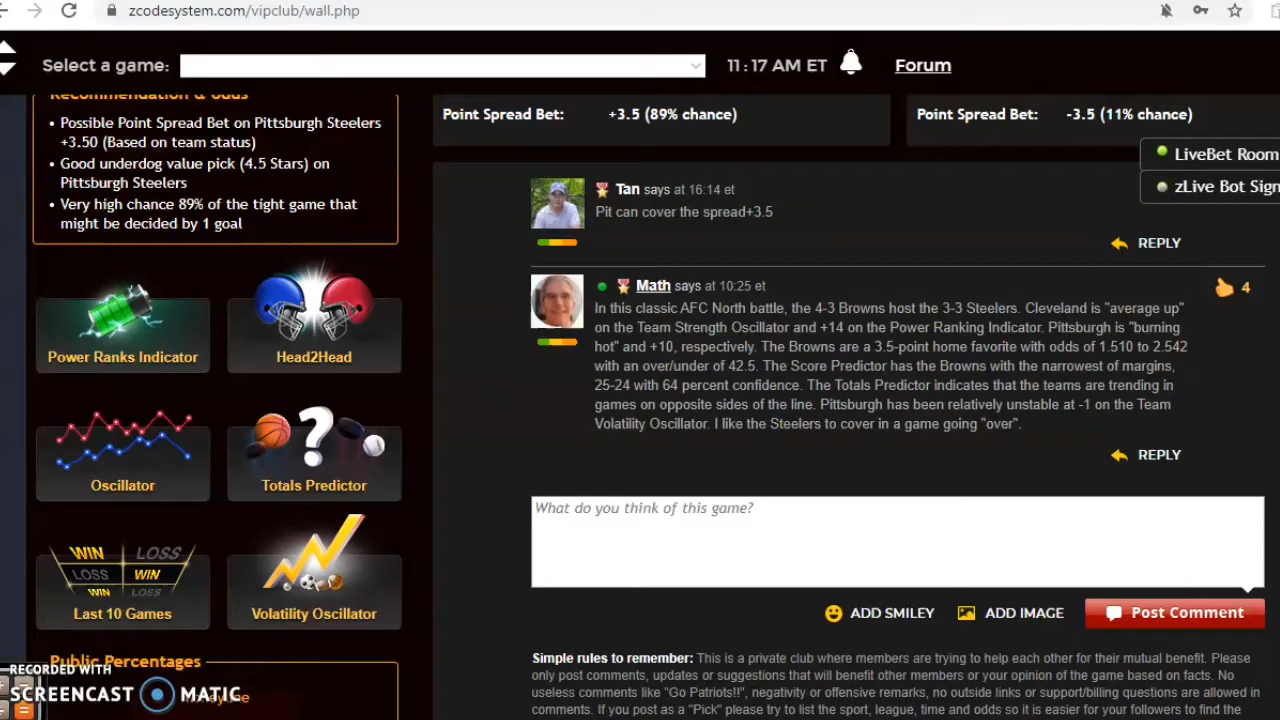 zcodesystem.com/vipclub/wall.php
Select a game:
11:17 AM ET
Forum
Recommendation & odds
• Possible Point Spread Bet on Pittsburgh Steelers
+3.50 (Based on team status)
• Good underdog value pick (4.5 Stars) on
Pittsburgh Steelers
• Very high chance 89% of the tight game that
might be decided by 1 goal
Power Ranks Indicator
Head2Head
Oscillator
Totals Predictor
WIN LOSS
LOSS WIN
WIN LOSS
Last 10 Games
Volatility Oscillator
Public Percentages
RECORDED WITH
SCREENCAST MATIC
Point Spread Bet: +3.5 (89% chance)
Point Spread Bet: -3.5 (11% chance)
LiveBet Room
zLive Bot Sign
Tan says at 16:14 et
Pit can cover the spread+3.5
REPLY
Math says at 10:25 et
4
In this classic AFC North battle, the 4-3 Browns host the 3-3 Steelers. Cleveland is "average up"
on the Team Strength Oscillator and +14 on the Power Ranking Indicator. Pittsburgh is "burning
hot" and +10, respectively. The Browns are a 3.5-point home favorite with odds of 1.510 to 2.542
with an over/under of 42.5. The Score Predictor has the Browns with the narrowest of margins,
25-24 with 64 percent confidence. The Totals Predictor indicates that the teams are trending in
games on opposite sides of the line. Pittsburgh has been relatively unstable at -1 on the Team
Volatility Oscillator. I like the Steelers to cover in a game going "over".
REPLY
What do you think of this game?
ADD SMILEY
ADD IMAGE
Post Comment
Simple rules to remember: This is a private club where members are trying to help each other for their mutual benefit. Please
only post comments, updates or suggestions that will benefit other members or your opinion of the game based on facts. No
useless comments like "Go Patriots!!", negativity or offensive remarks, no outside links or support/billing questions are allowed in
comments. If you post as a "Pick" please try to list the sport, league, time and odds so it is easier for your followers to find the